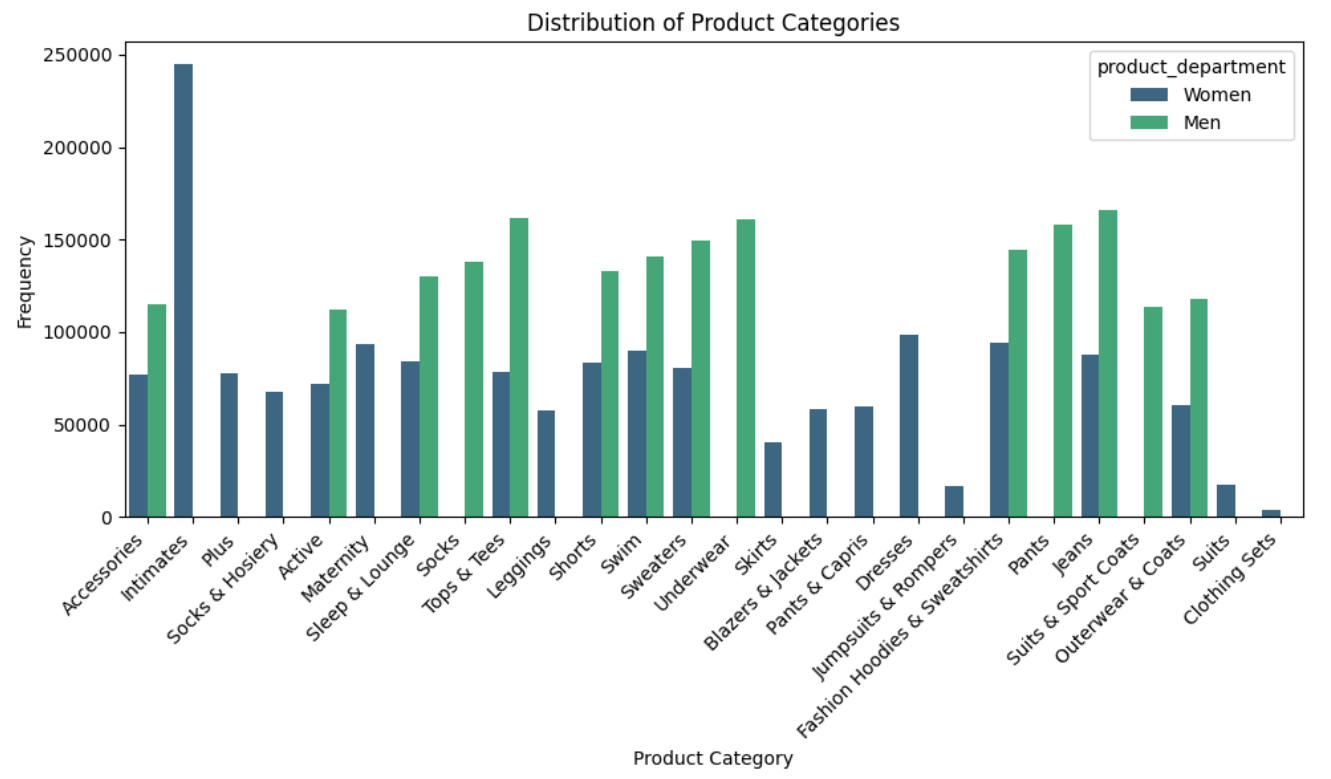 Distribution of Product Categories
product_department
Women
Men
Frequency
250000
200000
150000
100000
50000
0
Accessories
Intimates
Plus
Socks & Hosiery
Active
Maternity
Sleep & Lounge
Socks
Tops & Tees
Leggings
Shorts
Swim
Sweaters
Underwear
Skirts
Blazers & Jackets
Pants & Capris
Dresses
Jumpsuits & Rompers
Fashion Hoodies & Sweatshirts
Pants
Jeans
Suits & Sport Coats
Outerwear & Coats
Suits
Clothing Sets
Product Category